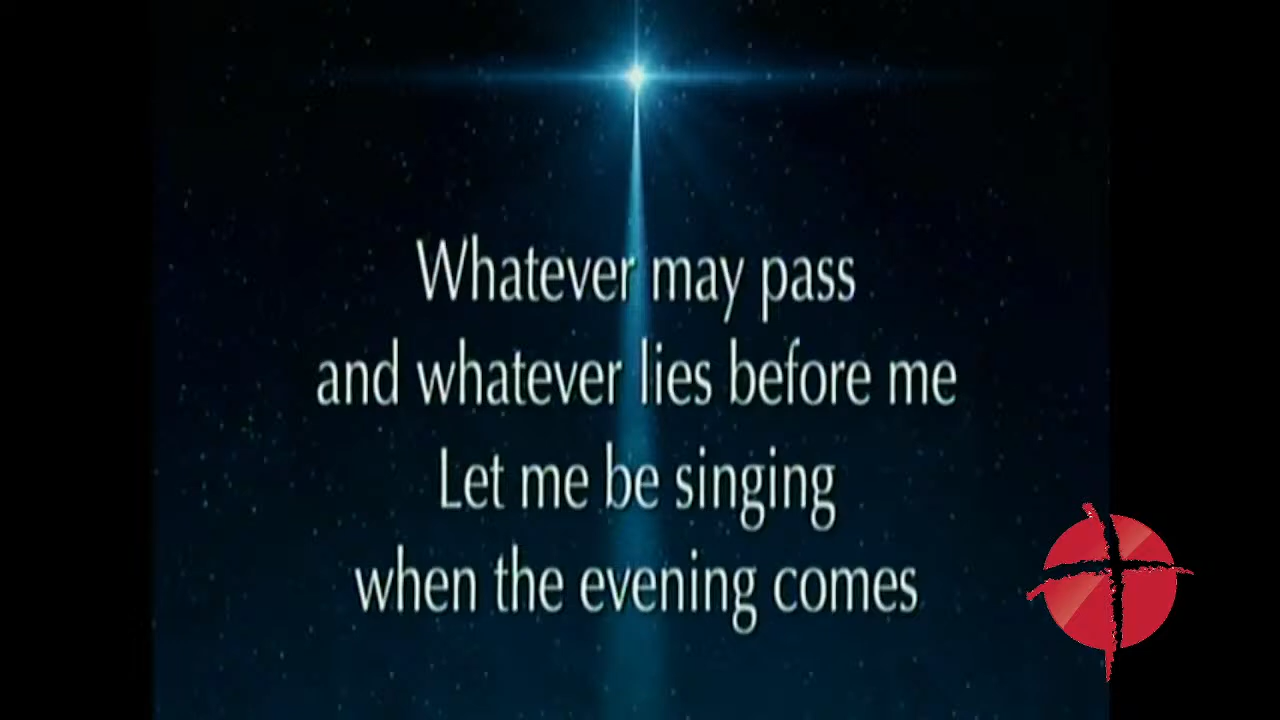 Whatever may pass
and whatever lies before me
Let me be singing
when the evening comes